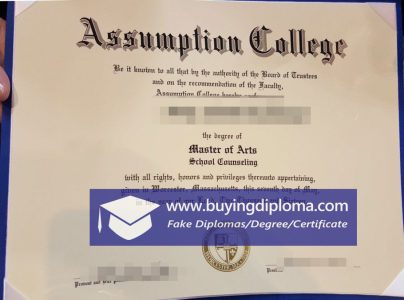 Assumption College
Be it known to all that by the authority of the Board of Trustees
and on the recommendation of the Faculty,
Assumption College hereby
the degree of
Master of Arts
School Counseling
with all rights, honors and privileges thereunto appertaining,
given in Worcester, Massachusetts, this seventh day of May,
www.buyingdiploma.com
Fake Diplomas/Degree/Certificate